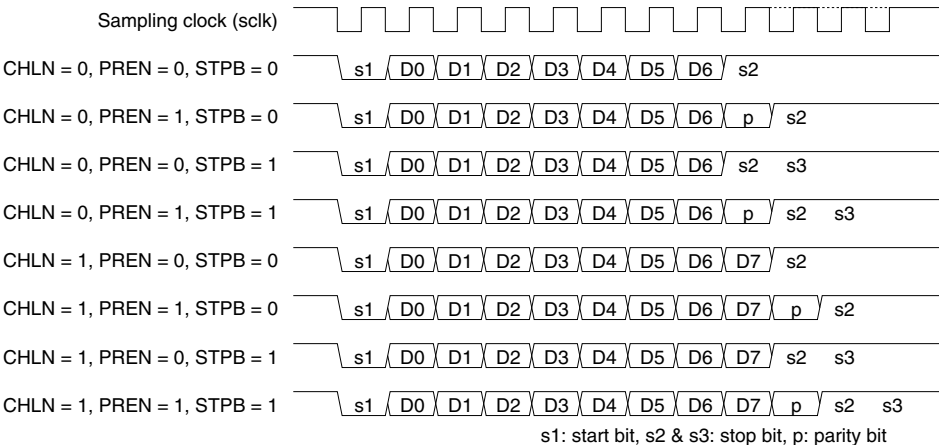 Sampling clock (sclk)
CHLN = 0, PREN = 0, STPB = 0 s1 D0 D1 D2 D3 D4 D5 D6 s2
CHLN = 0, PREN = 1, STPB = 0 s1 D0 D1 D2 D3 D4 D5 D6 p s2
CHLN = 0, PREN = 0, STPB = 1 s1 D0 D1 D2 D3 D4 D5 D6 s2 s3
CHLN = 0, PREN = 1, STPB = 1 s1 D0 D1 D2 D3 D4 D5 D6 p s2 s3
CHLN = 1, PREN = 0, STPB = 0 s1 D0 D1 D2 D3 D4 D5 D6 D7 s2
CHLN = 1, PREN = 1, STPB = 0 s1 D0 D1 D2 D3 D4 D5 D6 D7 p s2
CHLN = 1, PREN = 0, STPB = 1 s1 D0 D1 D2 D3 D4 D5 D6 D7 s2 s3
CHLN = 1, PREN = 1, STPB = 1 s1 D0 D1 D2 D3 D4 D5 D6 D7 p s2 s3
s1: start bit, s2 & s3: stop bit, p: parity bit